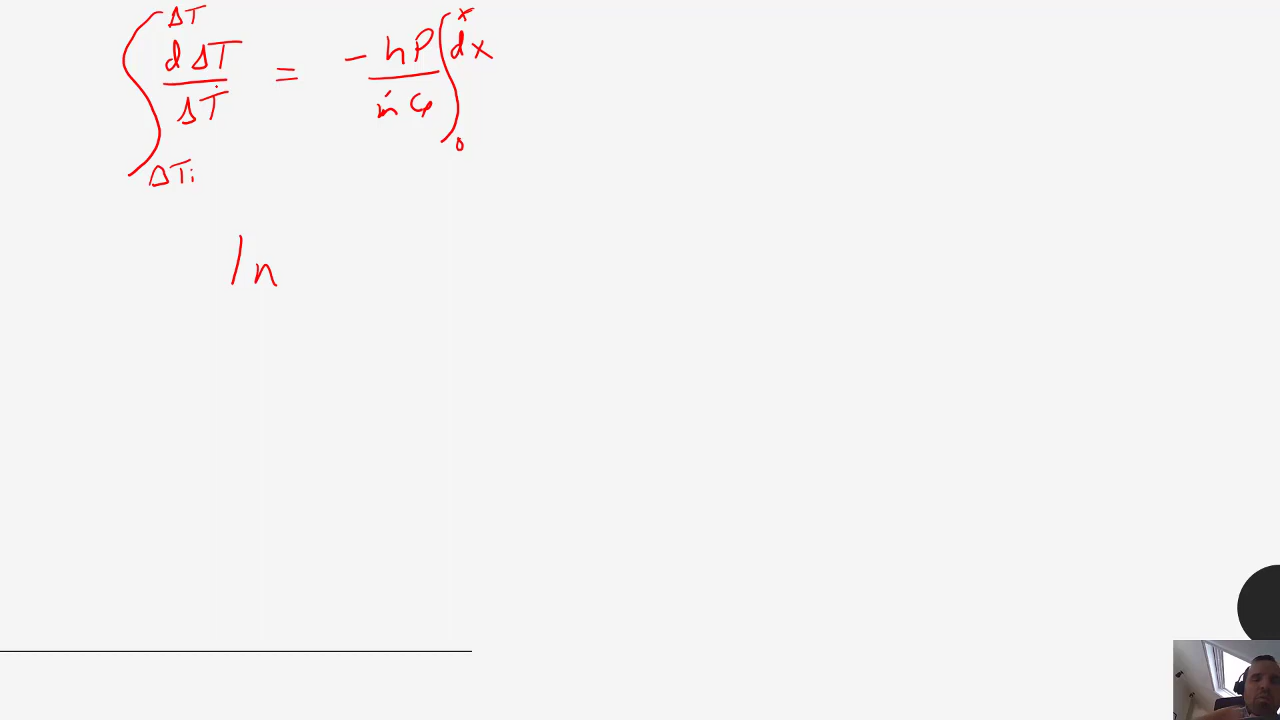 ∫_{ΔTi}^{ΔT} dΔT/ΔT = -hP/ṁcp ∫_0^x dx
ln